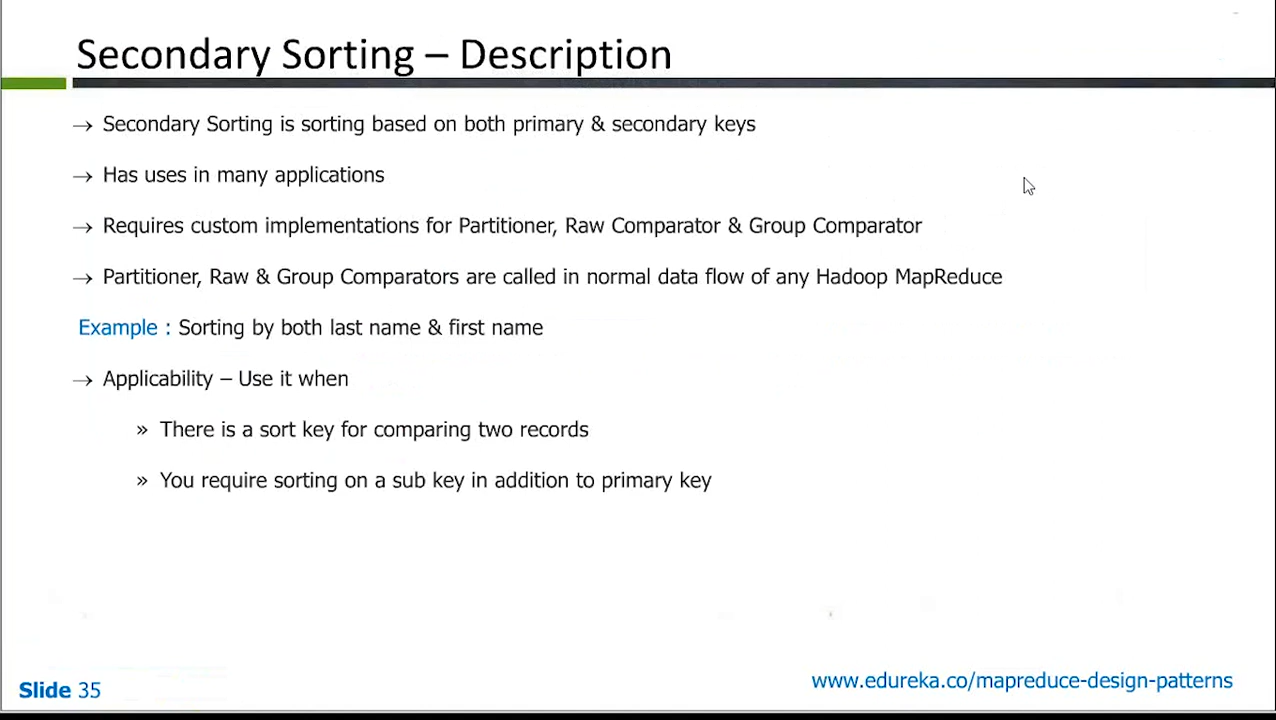 Secondary Sorting – Description
→ Secondary Sorting is sorting based on both primary & secondary keys
→ Has uses in many applications
→ Requires custom implementations for Partitioner, Raw Comparator & Group Comparator
→ Partitioner, Raw & Group Comparators are called in normal data flow of any Hadoop MapReduce
Example : Sorting by both last name & first name
→ Applicability – Use it when
» There is a sort key for comparing two records
» You require sorting on a sub key in addition to primary key
Slide 35
www.edureka.co/mapreduce-design-patterns